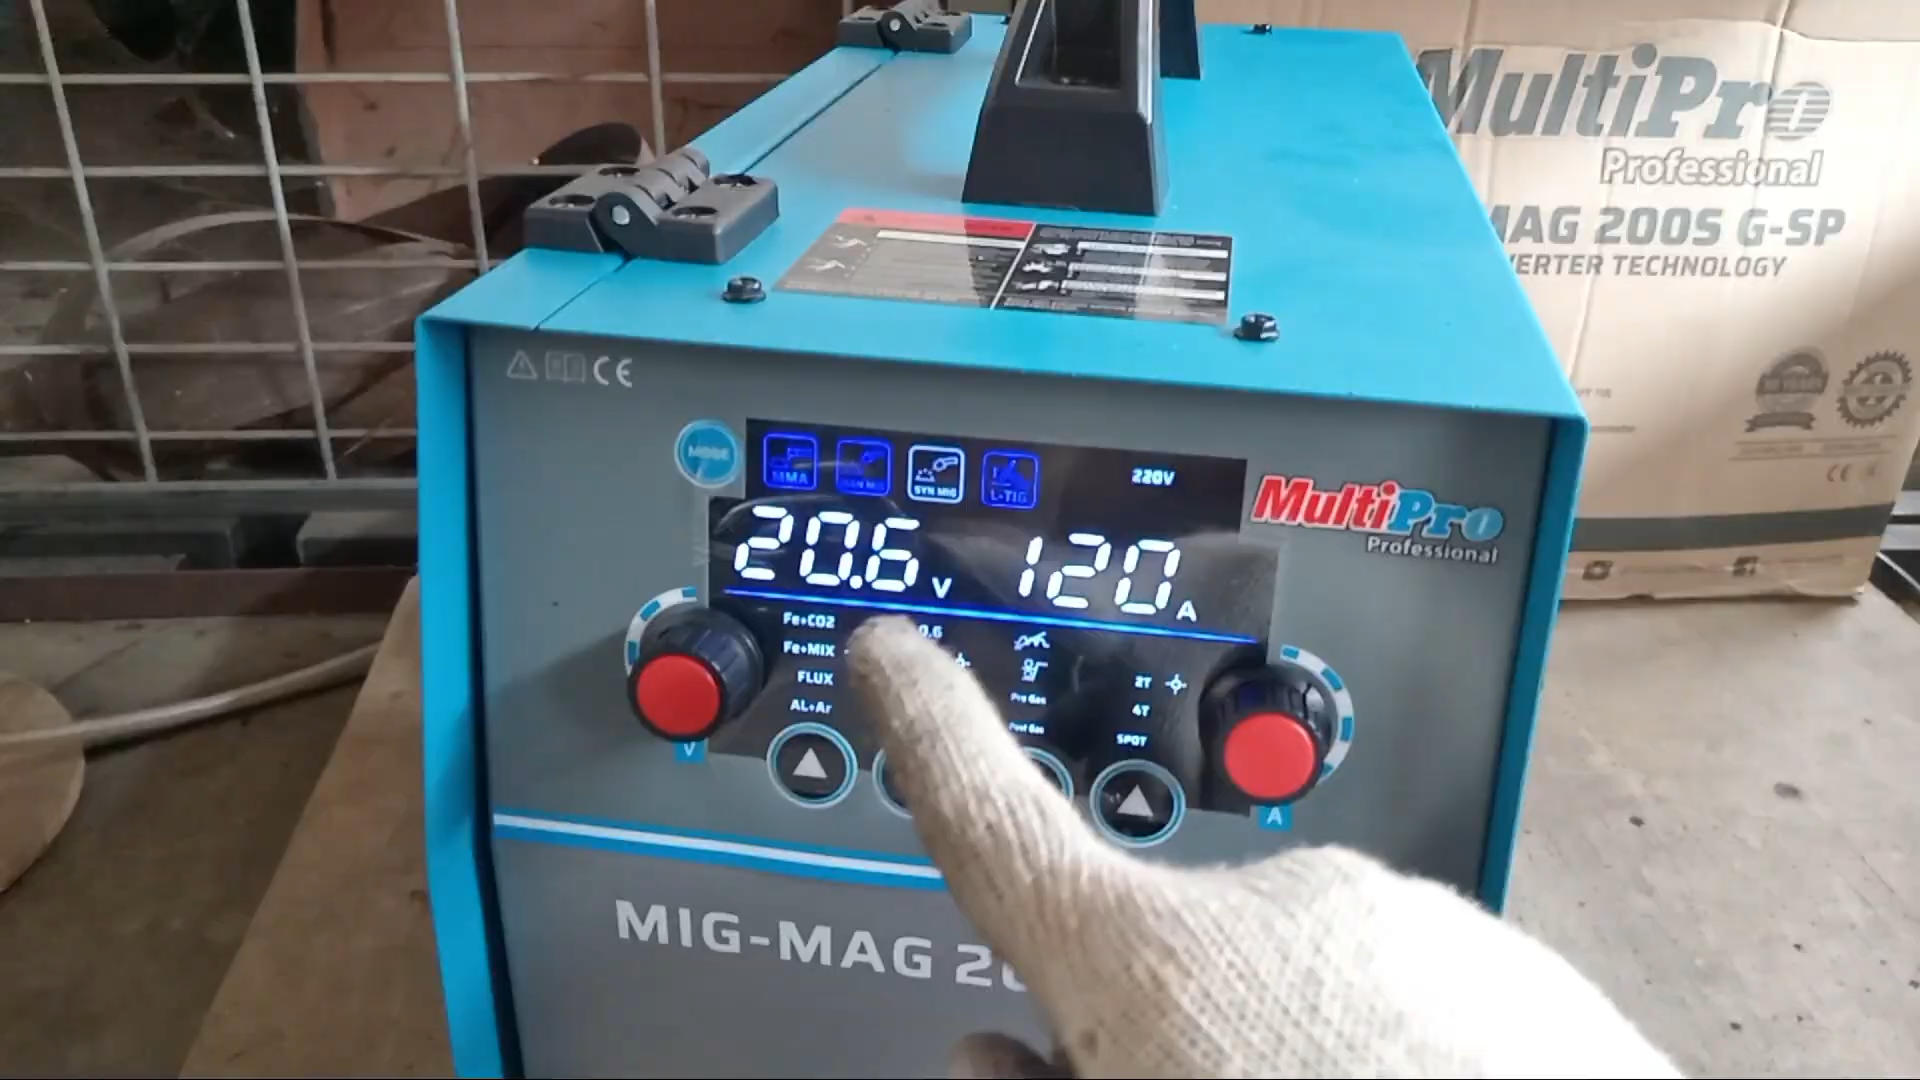 MultiPro
Professional
MAG 200S G-SP
VERTER TECHNOLOGY
CE
MODE
MMA
SYN MIG
L-TIG
220V
MultiPro
Professional
20.6 V
120 A
Fe+CO2
Fe+MIX
FLUX
AL+Ar
0.6
Pre Gas
Post Gas
2T
4T
SPOT
V
A
MIG-MAG 20
CE